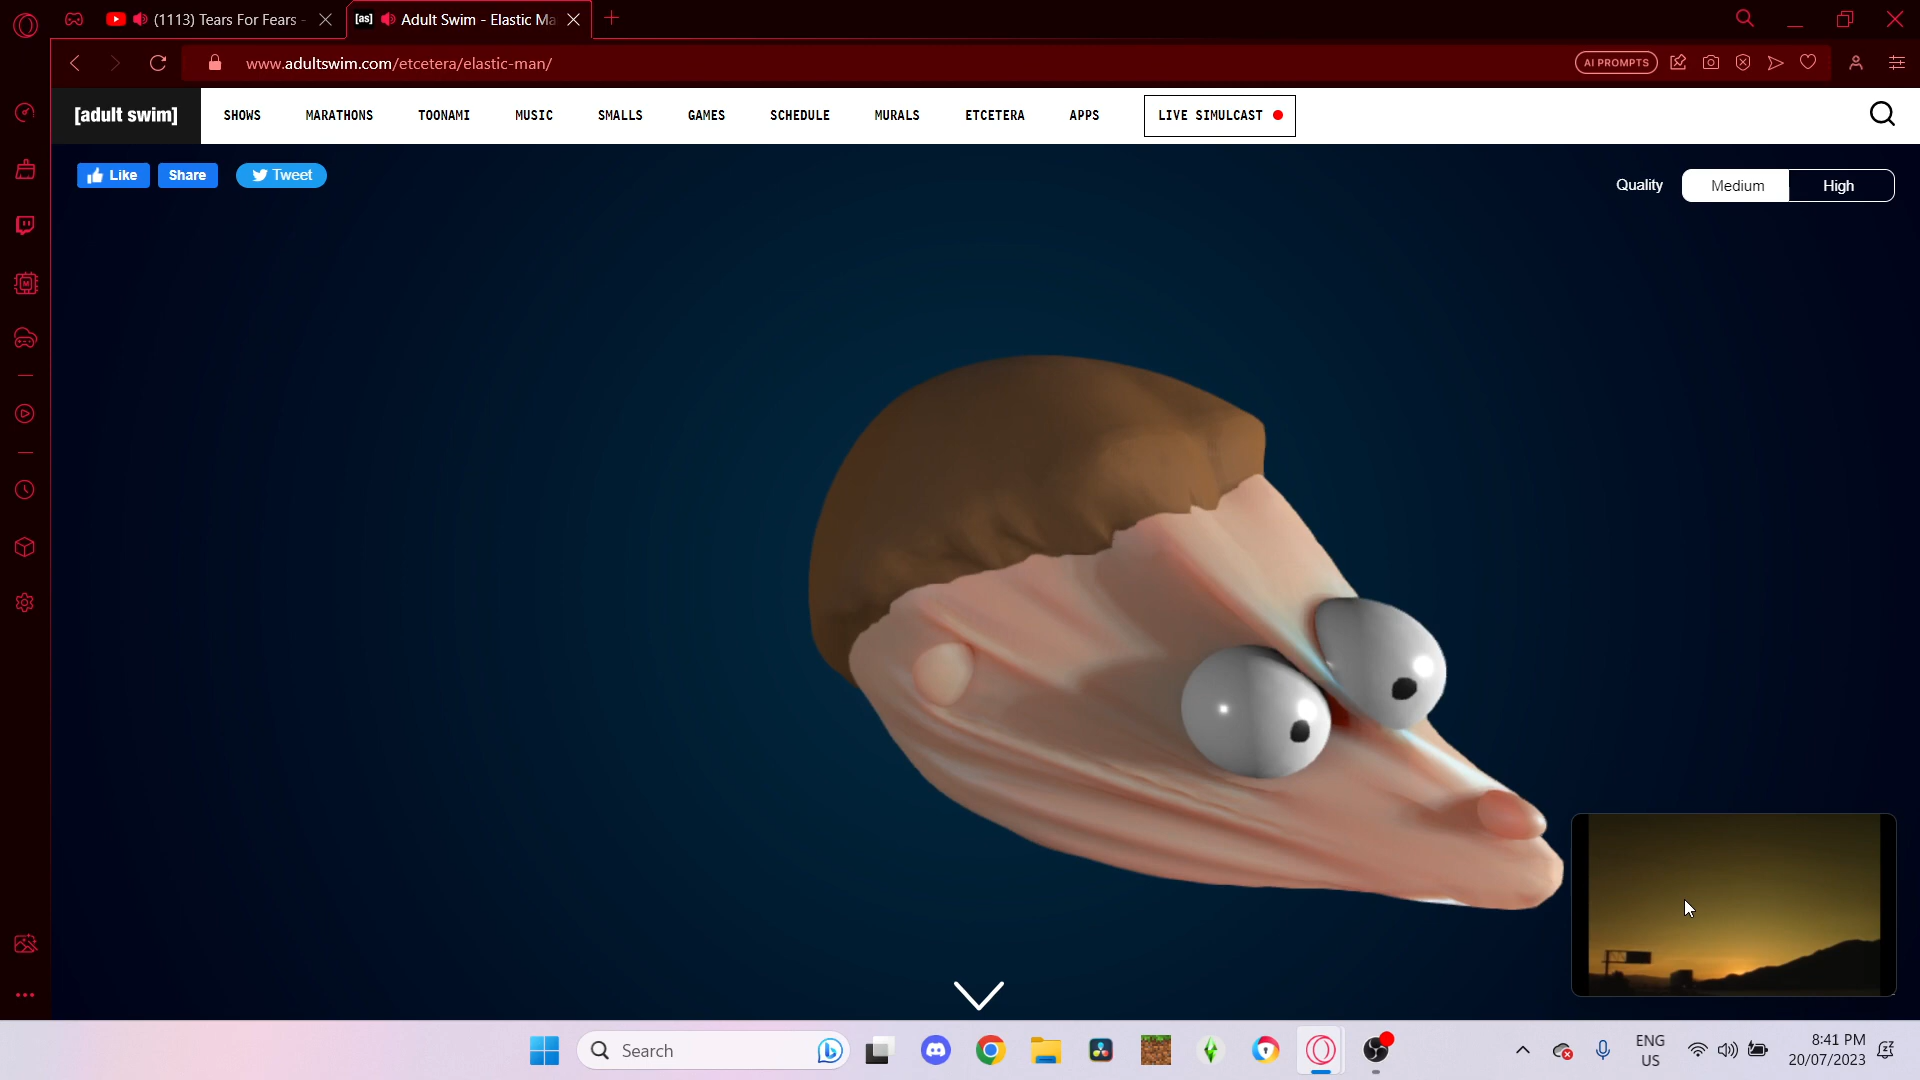 (1113) Tears For Fears -
[as] Adult Swim - Elastic Ma
www.adultswim.com/etcetera/elastic-man/
AI PROMPTS
[adult swim]
SHOWS
MARATHONS
TOONAMI
MUSIC
SMALLS
GAMES
SCHEDULE
MURALS
ETCETERA
APPS
LIVE SIMULCAST
Like
Share
Tweet
Quality
Medium
High
Search
ENG
US
8:41 PM
20/07/2023